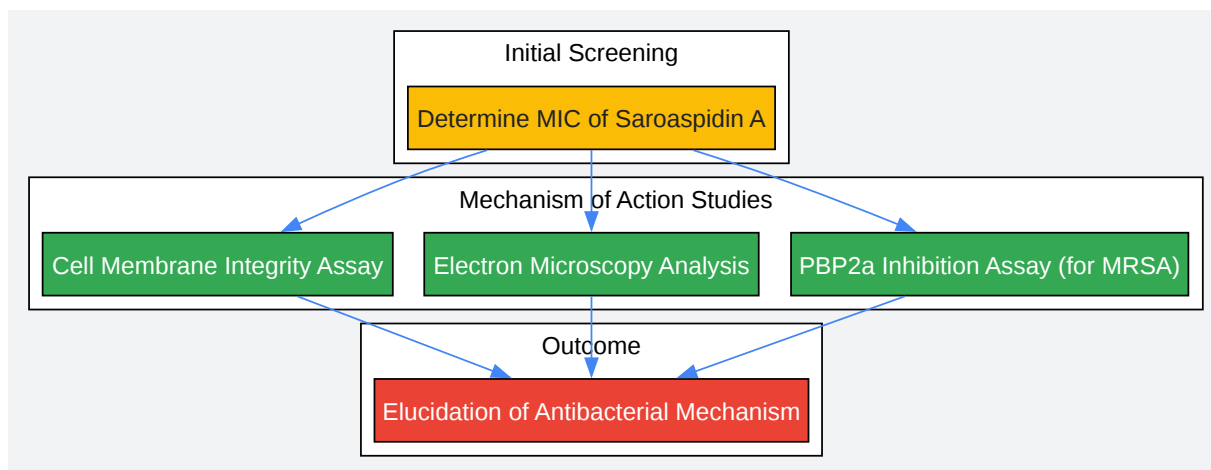 Initial Screening
Determine MIC of Saroaspidin A
Mechanism of Action Studies
Cell Membrane Integrity Assay
Electron Microscopy Analysis
PBP2a Inhibition Assay (for MRSA)
Outcome
Elucidation of Antibacterial Mechanism